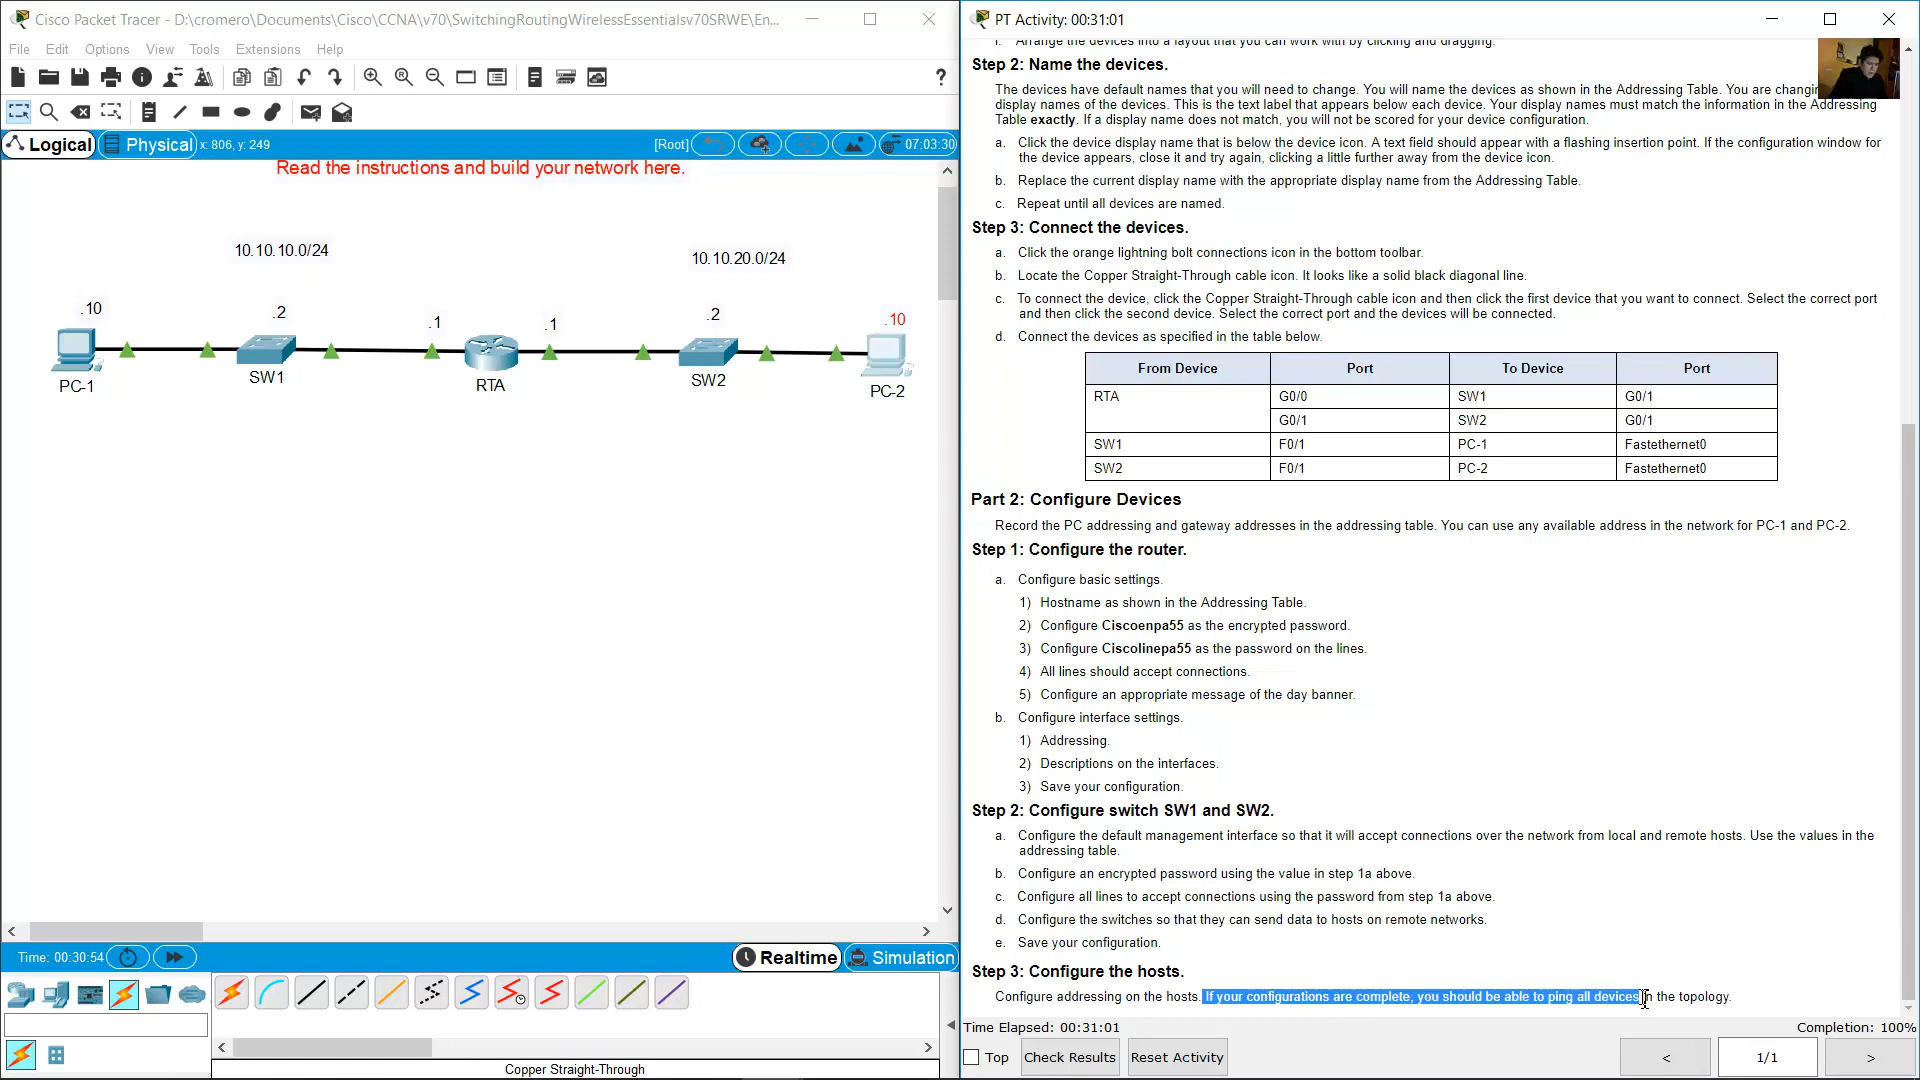 Cisco Packet Tracer - D:\cromero\Documents\Cisco\CCNA\v70\SwitchingRoutingWirelessEssentialsv70SRWE\En...
File Edit Options View Tools Extensions Help
Logical Physical x: 806, y: 249 [Root] 07:03:30
Read the instructions and build your network here.
10.10.10.0/24
10.10.20.0/24
.10
.2
.1
.1
.2
.10
PC-1
SW1
RTA
SW2
PC-2
Time: 00:30:54
Realtime Simulation
Copper Straight-Through
PT Activity: 00:31:01
Arrange the devices into a layout that you can work with by clicking and dragging.
Step 2: Name the devices.
The devices have default names that you will need to change. You will name the devices as shown in the Addressing Table. You are changin
display names of the devices. This is the text label that appears below each device. Your display names must match the information in the Addressing
Table exactly. If a display name does not match, you will not be scored for your device configuration.
a. Click the device display name that is below the device icon. A text field should appear with a flashing insertion point. If the configuration window for
the device appears, close it and try again, clicking a little further away from the device icon.
b. Replace the current display name with the appropriate display name from the Addressing Table.
c. Repeat until all devices are named.
Step 3: Connect the devices.
a. Click the orange lightning bolt connections icon in the bottom toolbar.
b. Locate the Copper Straight-Through cable icon. It looks like a solid black diagonal line.
c. To connect the device, click the Copper Straight-Through cable icon and then click the first device that you want to connect. Select the correct port
and then click the second device. Select the correct port and the devices will be connected.
d. Connect the devices as specified in the table below.
From Device Port To Device Port
RTA G0/0 SW1 G0/1
G0/1 SW2 G0/1
SW1 F0/1 PC-1 Fastethernet0
SW2 F0/1 PC-2 Fastethernet0
Part 2: Configure Devices
Record the PC addressing and gateway addresses in the addressing table. You can use any available address in the network for PC-1 and PC-2.
Step 1: Configure the router.
a. Configure basic settings.
1) Hostname as shown in the Addressing Table.
2) Configure Ciscoenpa55 as the encrypted password.
3) Configure Ciscolinepa55 as the password on the lines.
4) All lines should accept connections.
5) Configure an appropriate message of the day banner.
b. Configure interface settings.
1) Addressing.
2) Descriptions on the interfaces.
3) Save your configuration.
Step 2: Configure switch SW1 and SW2.
a. Configure the default management interface so that it will accept connections over the network from local and remote hosts. Use the values in the
addressing table.
b. Configure an encrypted password using the value in step 1a above.
c. Configure all lines to accept connections using the password from step 1a above.
d. Configure the switches so that they can send data to hosts on remote networks.
e. Save your configuration.
Step 3: Configure the hosts.
Configure addressing on the hosts. If your configurations are complete, you should be able to ping all devices in the topology.
Time Elapsed: 00:31:01 Completion: 100%
Top Check Results Reset Activity < 1/1 >